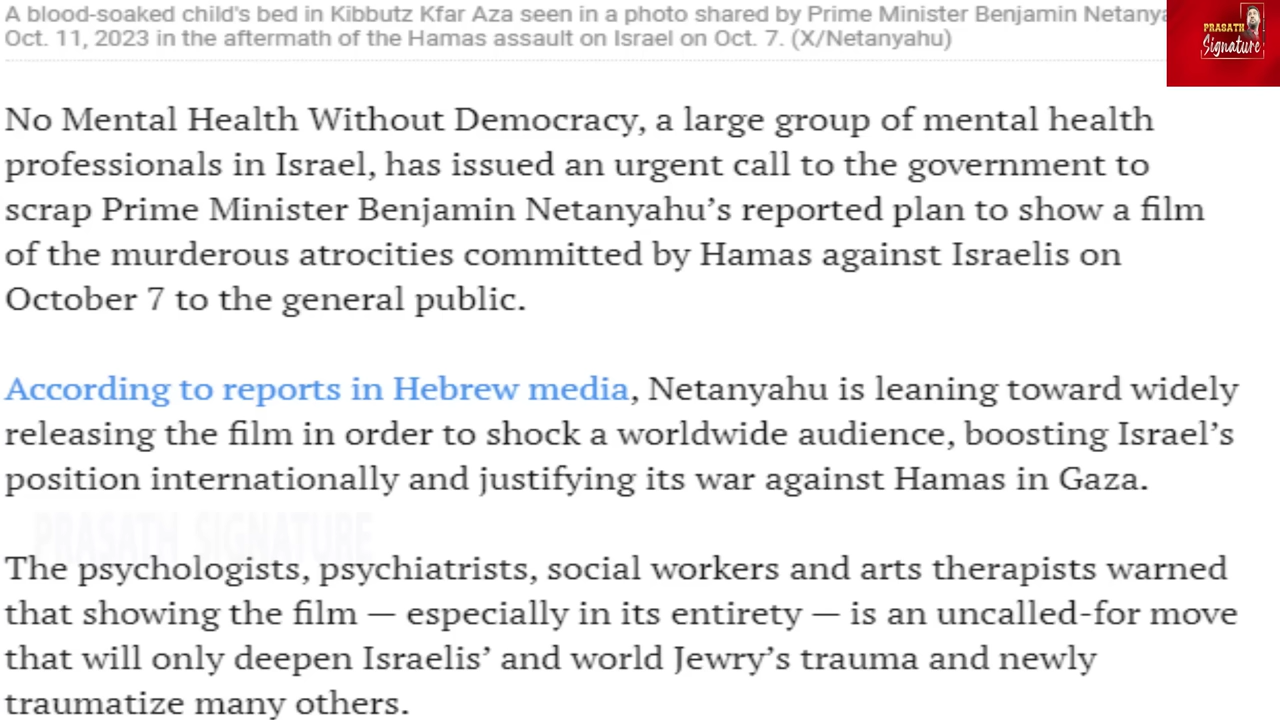 A blood-soaked child's bed in Kibbutz Kfar Aza seen in a photo shared by Prime Minister Benjamin
Oct. 11, 2023 in the aftermath of the Hamas assault on Israel on Oct. 7. (X/Netanyahu)
PRASATH
Signature
No Mental Health Without Democracy, a large group of mental health
professionals in Israel, has issued an urgent call to the government to
scrap Prime Minister Benjamin Netanyahu’s reported plan to show a film
of the murderous atrocities committed by Hamas against Israelis on
October 7 to the general public.
According to reports in Hebrew media, Netanyahu is leaning toward widely
releasing the film in order to shock a worldwide audience, boosting Israel’s
position internationally and justifying its war against Hamas in Gaza.
PRASATH SIGNATURE
The psychologists, psychiatrists, social workers and arts therapists warned
that showing the film — especially in its entirety — is an uncalled-for move
that will only deepen Israelis’ and world Jewry’s trauma and newly
traumatize many others.